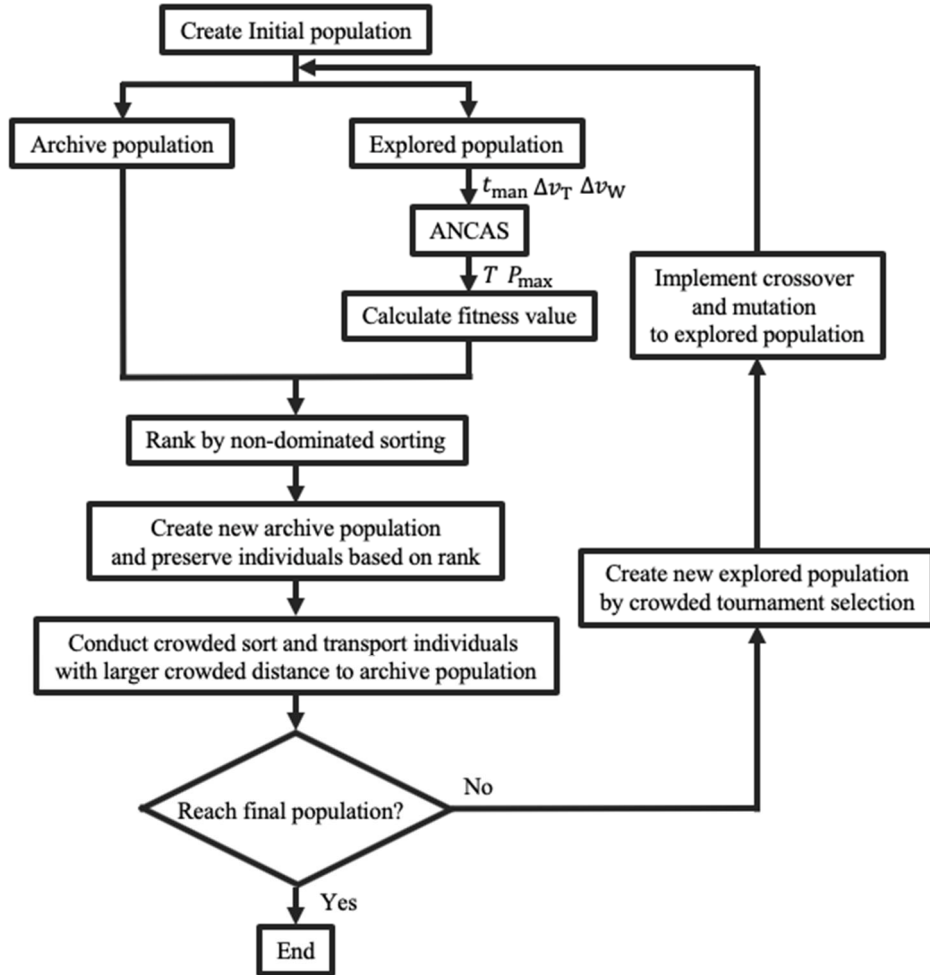 Create Initial population
Archive population
Explored population
t_man Δv_T Δv_W
ANCAS
T P_max
Calculate fitness value
Implement crossover
and mutation
to explored population
Rank by non-dominated sorting
Create new archive population
and preserve individuals based on rank
Create new explored population
by crowded tournament selection
Conduct crowded sort and transport individuals
with larger crowded distance to archive population
Reach final population?
No
Yes
End